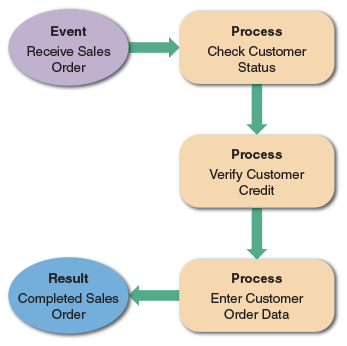 Event
Receive Sales
Order
Process
Check Customer
Status
Process
Verify Customer
Credit
Process
Enter Customer
Order Data
Result
Completed Sales
Order